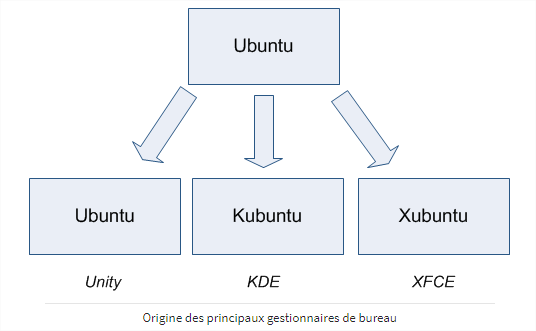 Ubuntu
Ubuntu
Kubuntu
Xubuntu
Unity
KDE
XFCE
Origine des principaux gestionnaires de bureau